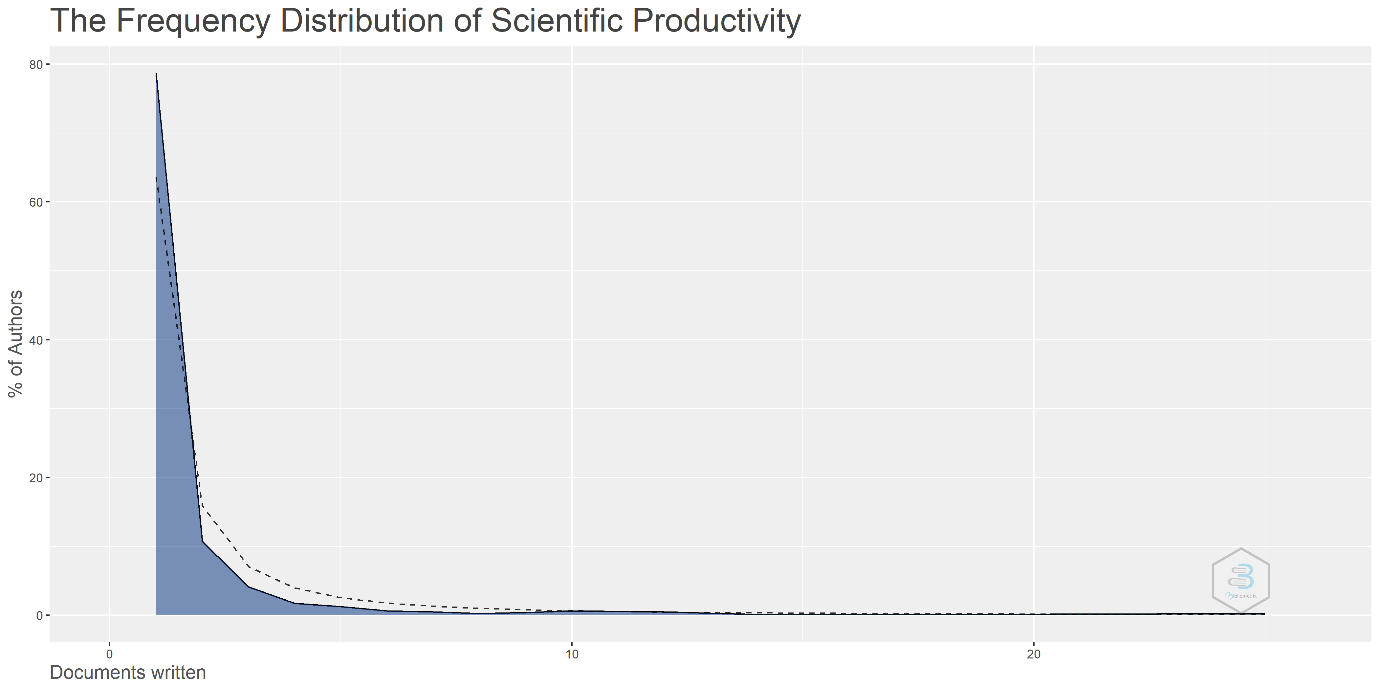 The Frequency Distribution of Scientific Productivity
80
60
40
20
0
% of Authors
0
10
20
Documents written